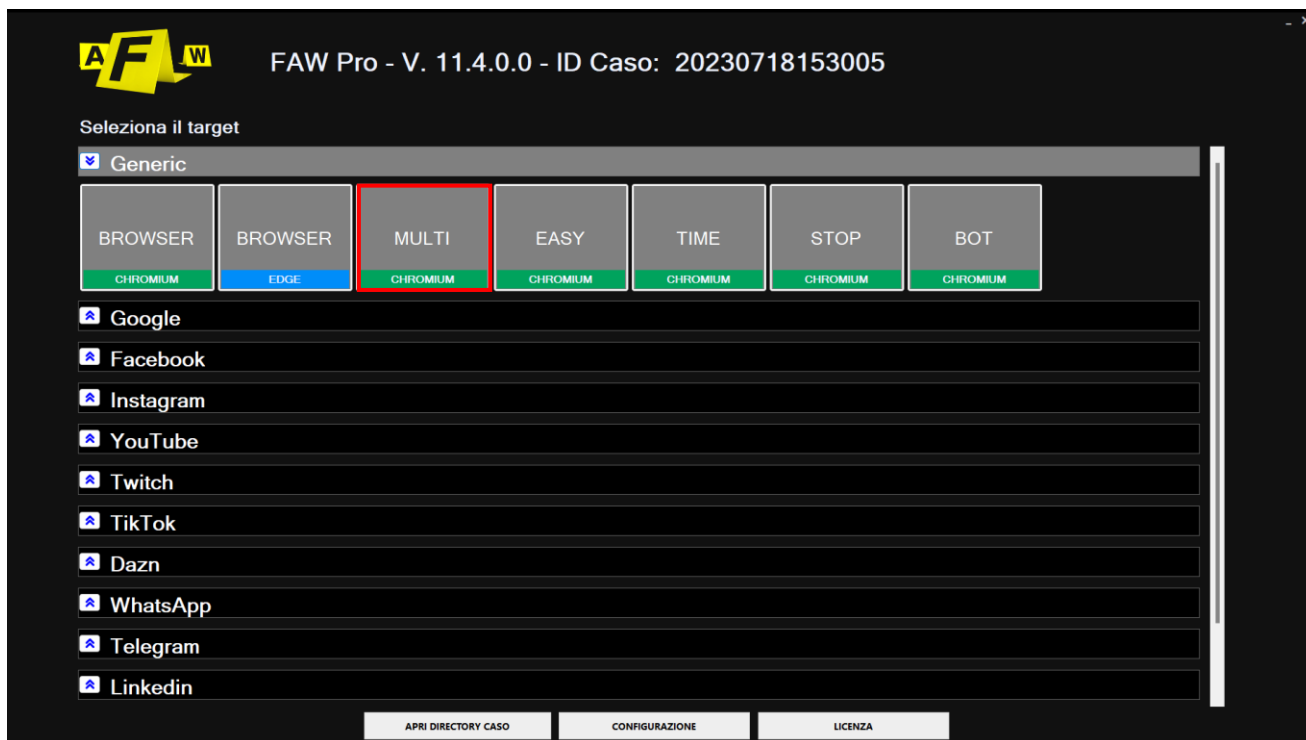 A F W
FAW Pro - V. 11.4.0.0 - ID Caso: 20230718153005
Seleziona il target
Generic
BROWSER BROWSER MULTI EASY TIME STOP BOT
CHROMIUM EDGE CHROMIUM CHROMIUM CHROMIUM CHROMIUM CHROMIUM
Google
Facebook
Instagram
YouTube
Twitch
TikTok
Dazn
WhatsApp
Telegram
Linkedin
APRI DIRECTORY CASO CONFIGURAZIONE LICENZA